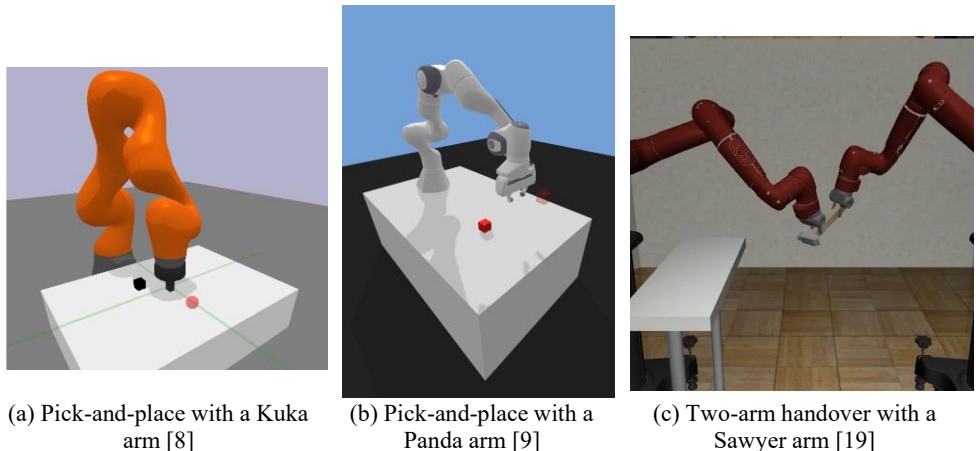 (a) Pick-and-place with a Kuka
arm [8]
(b) Pick-and-place with a
Panda arm [9]
(c) Two-arm handover with a
Sawyer arm [19]